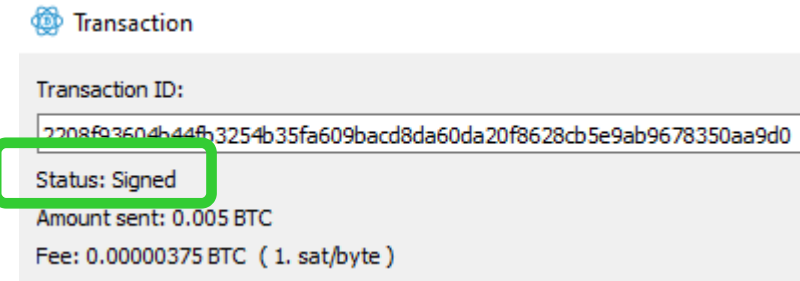 Transaction
Transaction ID:
2208f93604b44fb3254b35fa609bacd8da60da20f8628cb5e9ab9678350aa9d0
Status: Signed
Amount sent: 0.005 BTC
Fee: 0.00000375 BTC ( 1. sat/byte )